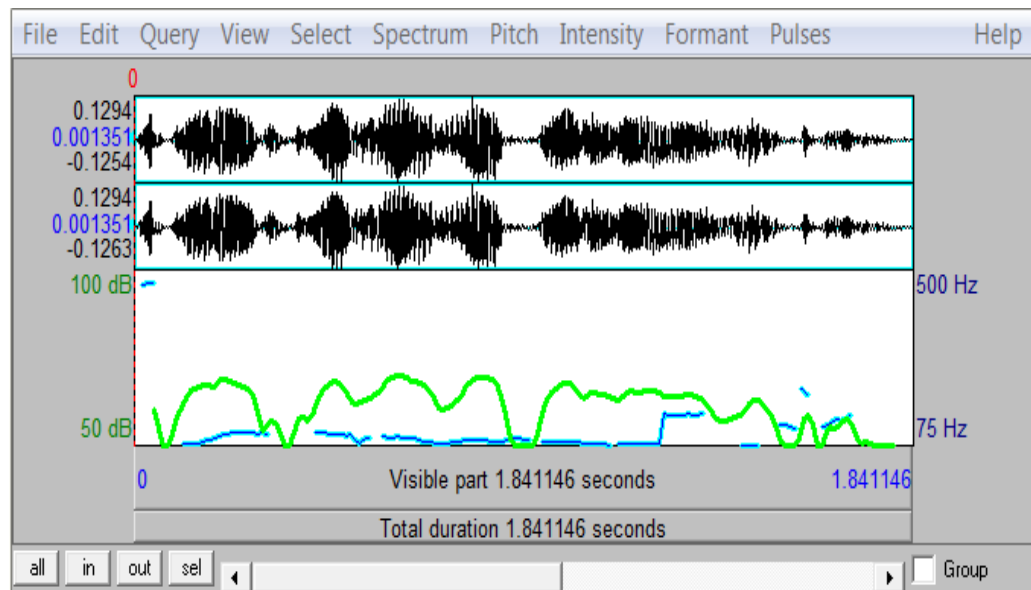 File Edit Query View Select Spectrum Pitch Intensity Formant Pulses Help
0
0.1294
0.001351
-0.1254
0.1294
0.001351
-0.1263
100 dB 500 Hz
50 dB 75 Hz
0 Visible part 1.841146 seconds 1.841146
Total duration 1.841146 seconds
all in out sel Group